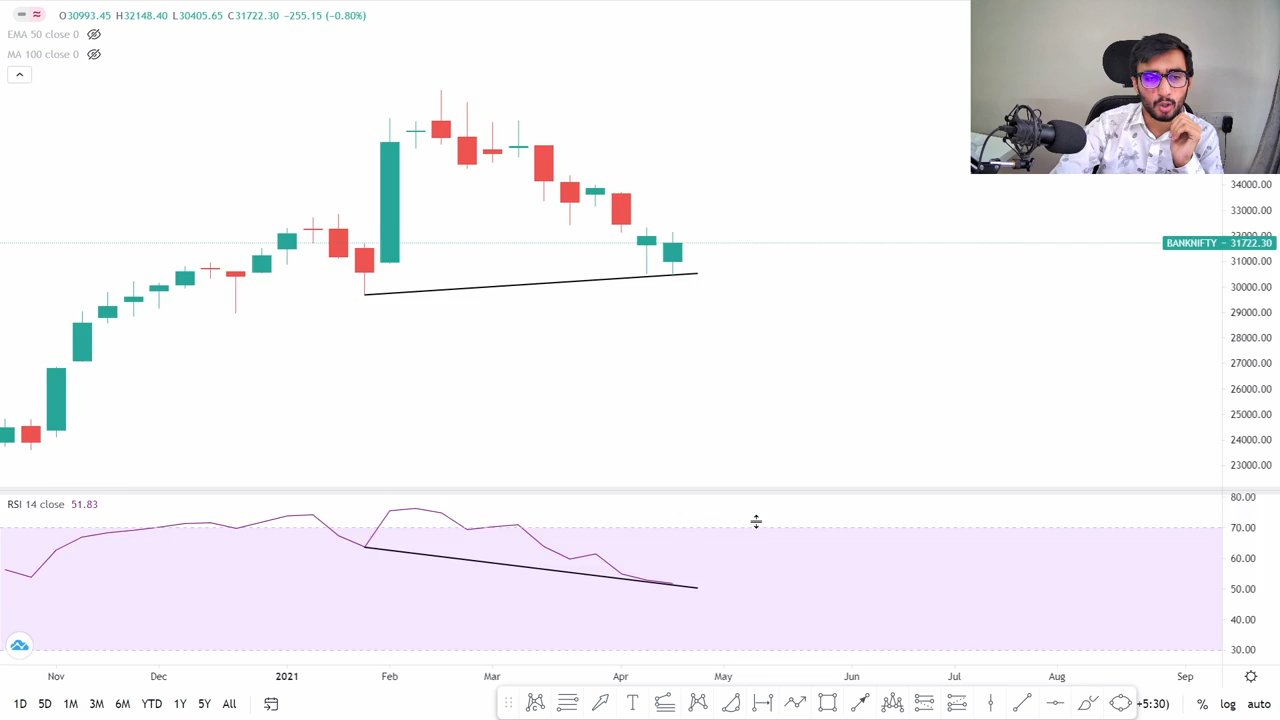 O30993.45 H32148.40 L30405.65 C31722.30 −255.15 (−0.80%)
EMA 50 close 0
MA 100 close 0
34000.00
33000.00
32000.00
BANKNIFTY − 31722.30
31000.00
30000.00
29000.00
28000.00
27000.00
26000.00
25000.00
24000.00
23000.00
RSI 14 close 51.83
80.00
70.00
60.00
50.00
40.00
30.00
Nov Dec 2021 Feb Mar Apr May Jun Jul Aug Sep
1D 5D 1M 3M 6M YTD 1Y 5Y All +5:30) % log auto